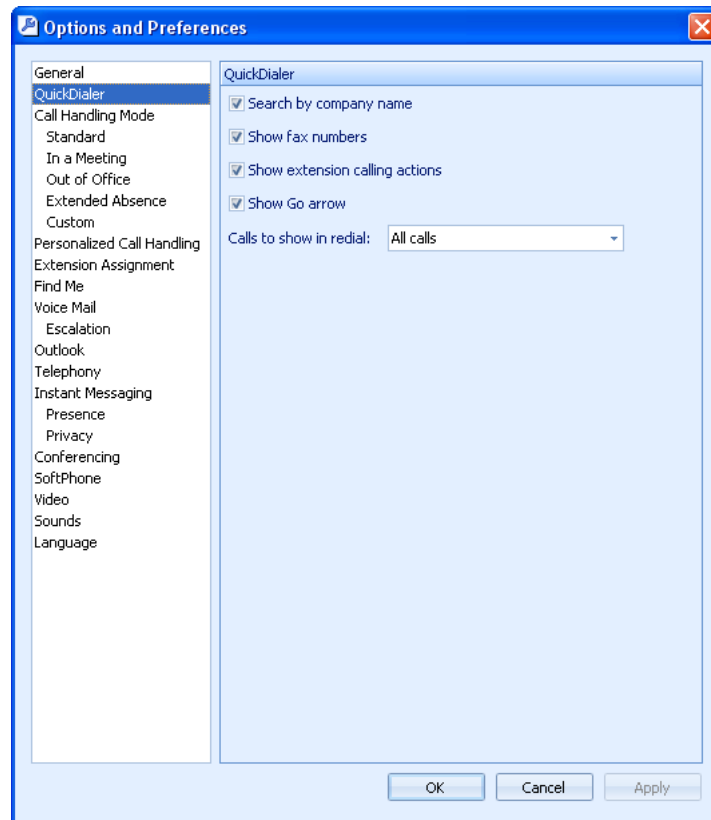 Options and Preferences
General
QuickDialer
Call Handling Mode
Standard
In a Meeting
Out of Office
Extended Absence
Custom
Personalized Call Handling
Extension Assignment
Find Me
Voice Mail
Escalation
Outlook
Telephony
Instant Messaging
Presence
Privacy
Conferencing
SoftPhone
Video
Sounds
Language
QuickDialer
Search by company name
Show fax numbers
Show extension calling actions
Show Go arrow
Calls to show in redial: All calls
OK Cancel Apply